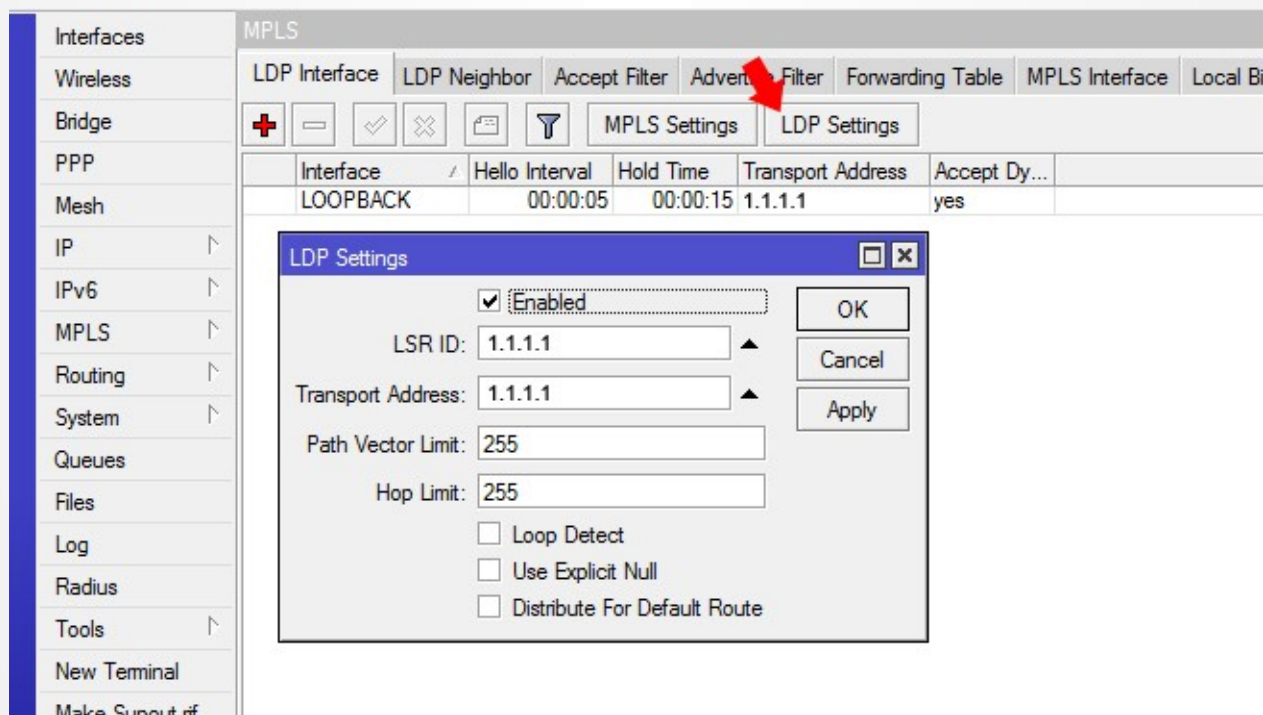 MPLS
Interfaces
Wireless
Bridge
PPP
Mesh
IP
IPv6
MPLS
Routing
System
Queues
Files
Log
Radius
Tools
New Terminal
Make Supout.rif
LDP Interface LDP Neighbor Accept Filter Filter Forwarding Table MPLS Interface Local
MPLS Settings LDP Settings
Interface Hello Interval Hold Time Transport Address Accept Dy...
LOOPBACK 00:00:05 00:00:15 1.1.1.1 yes
LDP Settings
Enabled
LSR ID: 1.1.1.1
Transport Address: 1.1.1.1
Path Vector Limit: 255
Hop Limit: 255
Loop Detect
Use Explicit Null
Distribute For Default Route
OK
Cancel
Apply